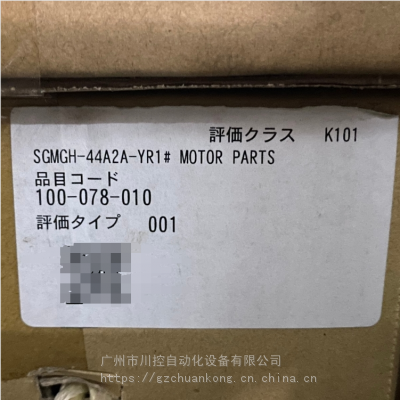 評価クラス K101
SGMGH-44A2A-YR1# MOTOR PARTS
品目コード
100-078-010
評価タイプ 001
广州市川控自动化设备有限公司
https://gzchuankong.gys.cn